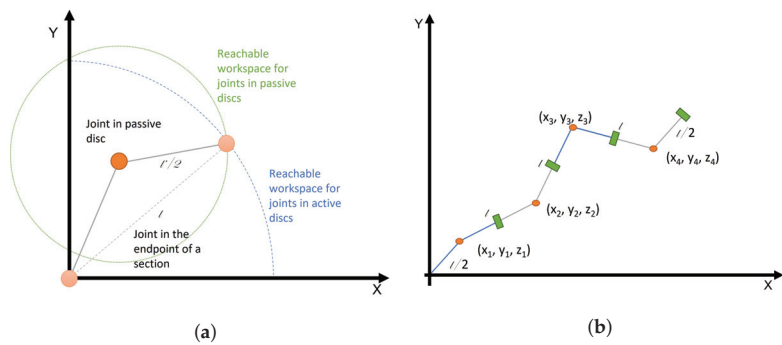 Y
Reachable
workspace for
joints in passive
discs
Joint in passive
disc
l'/2
Reachable
workspace for
joints in active
discs
l
Joint in the
endpoint of a
section
X
(a)
Y
(x₃, y₃, z₃)
l
l/2
(x₄, y₄, z₄)
l
(x₂, y₂, z₂)
l
(x₁, y₁, z₁)
l/2
X
(b)